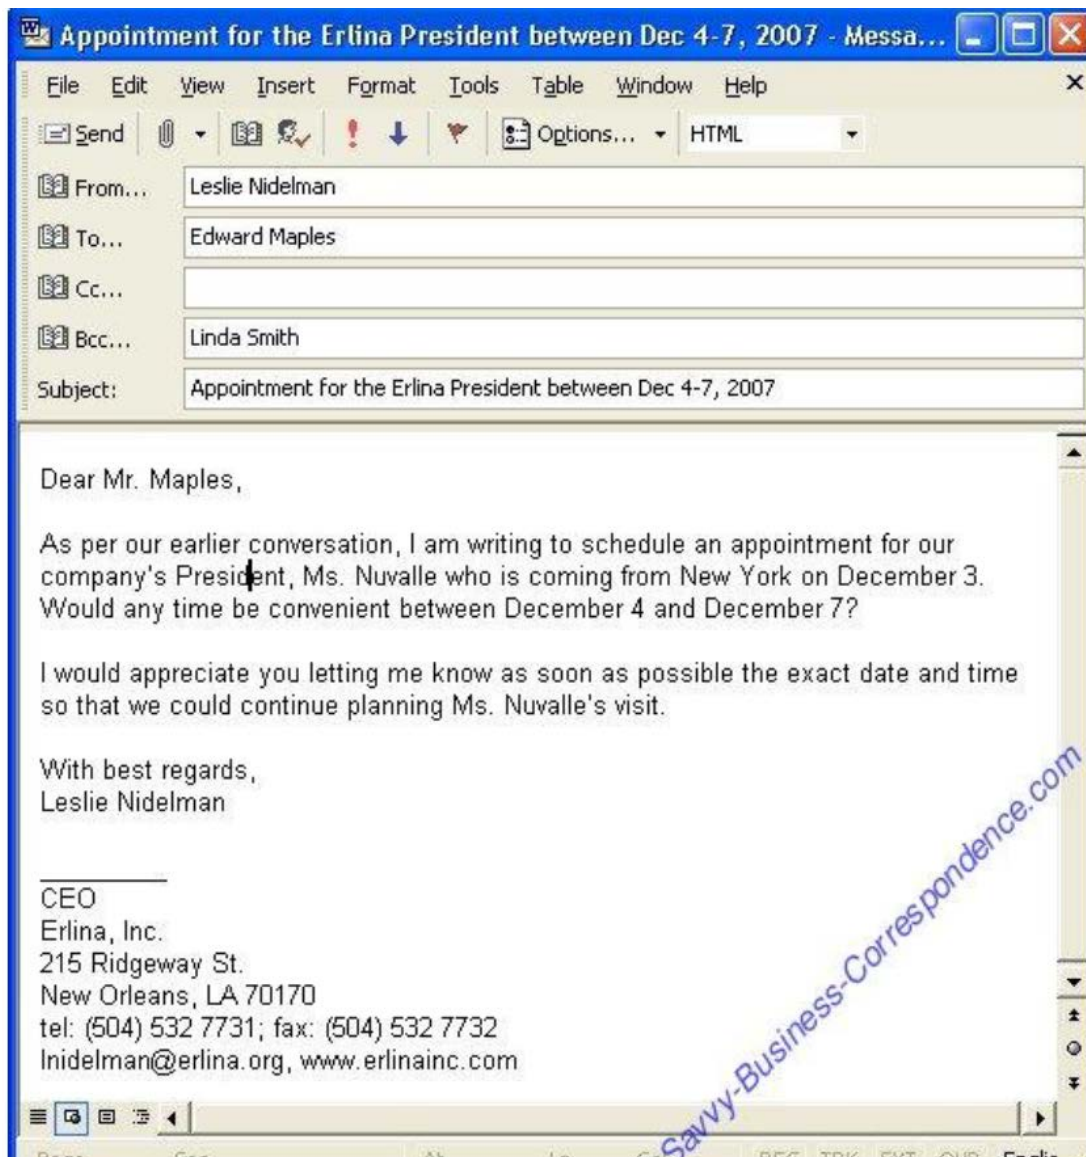 Appointment for the Erlina President between Dec 4-7, 2007 - Messa...
File Edit View Insert Format Tools Table Window Help
Send Options... HTML
From... Leslie Nidelman
To... Edward Maples
Cc...
Bcc... Linda Smith
Subject: Appointment for the Erlina President between Dec 4-7, 2007
Dear Mr. Maples,
As per our earlier conversation, I am writing to schedule an appointment for our
company's President, Ms. Nuvalle who is coming from New York on December 3.
Would any time be convenient between December 4 and December 7?
I would appreciate you letting me know as soon as possible the exact date and time
so that we could continue planning Ms. Nuvalle's visit.
With best regards,
Leslie Nidelman
CEO
Erlina, Inc.
215 Ridgeway St.
New Orleans, LA 70170
tel: (504) 532 7731; fax: (504) 532 7732
lnidelman@erlina.org, www.erlinainc.com
Savvy-Business-Correspondence.com